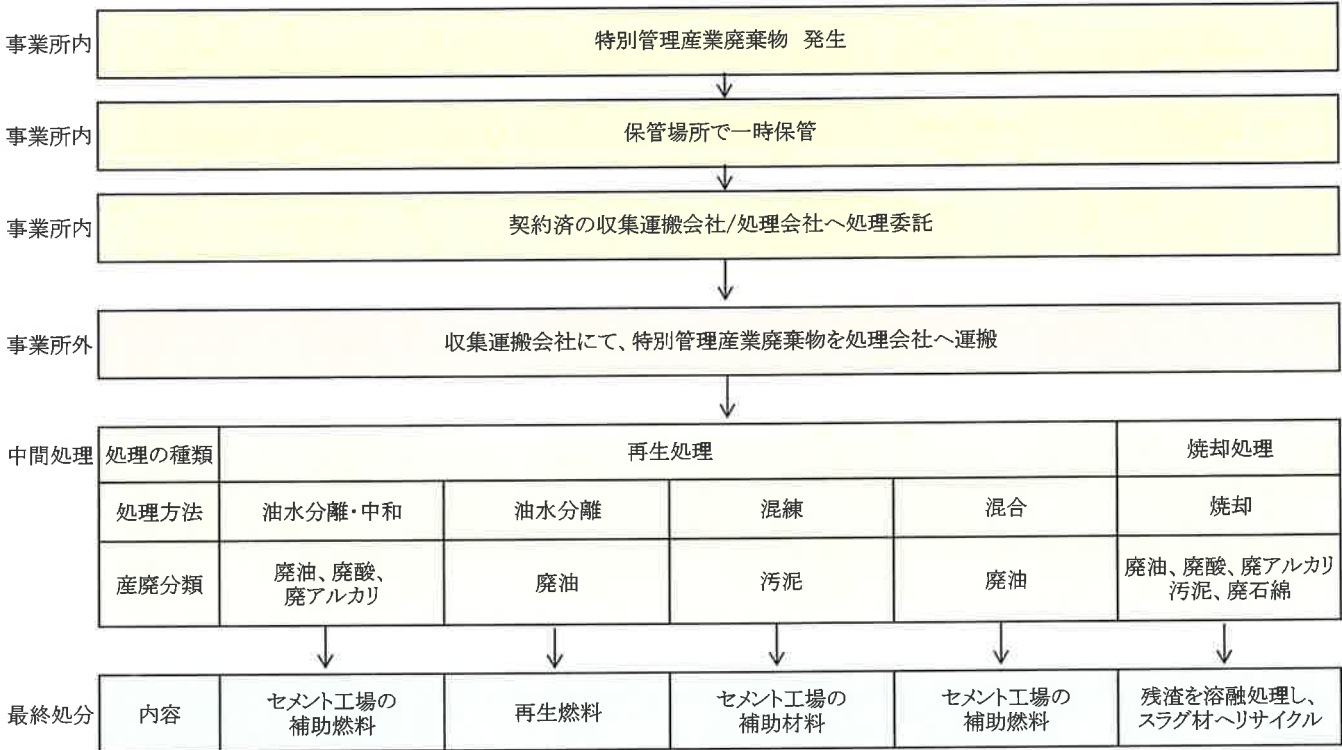 事業所内
特別管理産業廃棄物 発生
事業所内
保管場所で一時保管
事業所内
契約済の収集運搬会社/処理会社へ処理委託
事業所外
収集運搬会社にて、特別管理産業廃棄物を処理会社へ運搬
中間処理
処理の種類
再生処理
焼却処理
処理方法
油水分離・中和
油水分離
混練
混合
焼却
産廃分類
廃油、廃酸、
廃アルカリ
廃油
汚泥
廃油
廃油、廃酸、廃アルカリ
汚泥、廃石綿
最終処分
内容
セメント工場の
補助燃料
再生燃料
セメント工場の
補助材料
セメント工場の
補助燃料
残渣を溶融処理し、
スラグ材へリサイクル